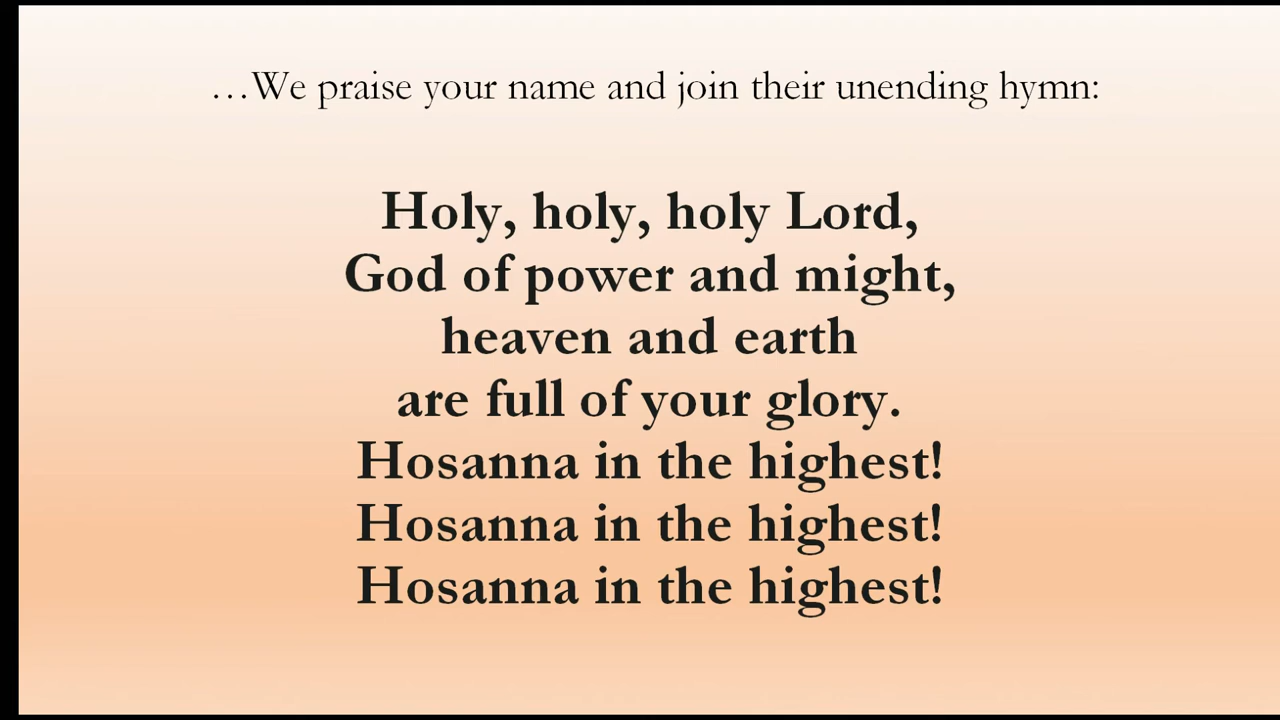 …We praise your name and join their unending hymn:
Holy, holy, holy Lord,
God of power and might,
heaven and earth
are full of your glory.
Hosanna in the highest!
Hosanna in the highest!
Hosanna in the highest!